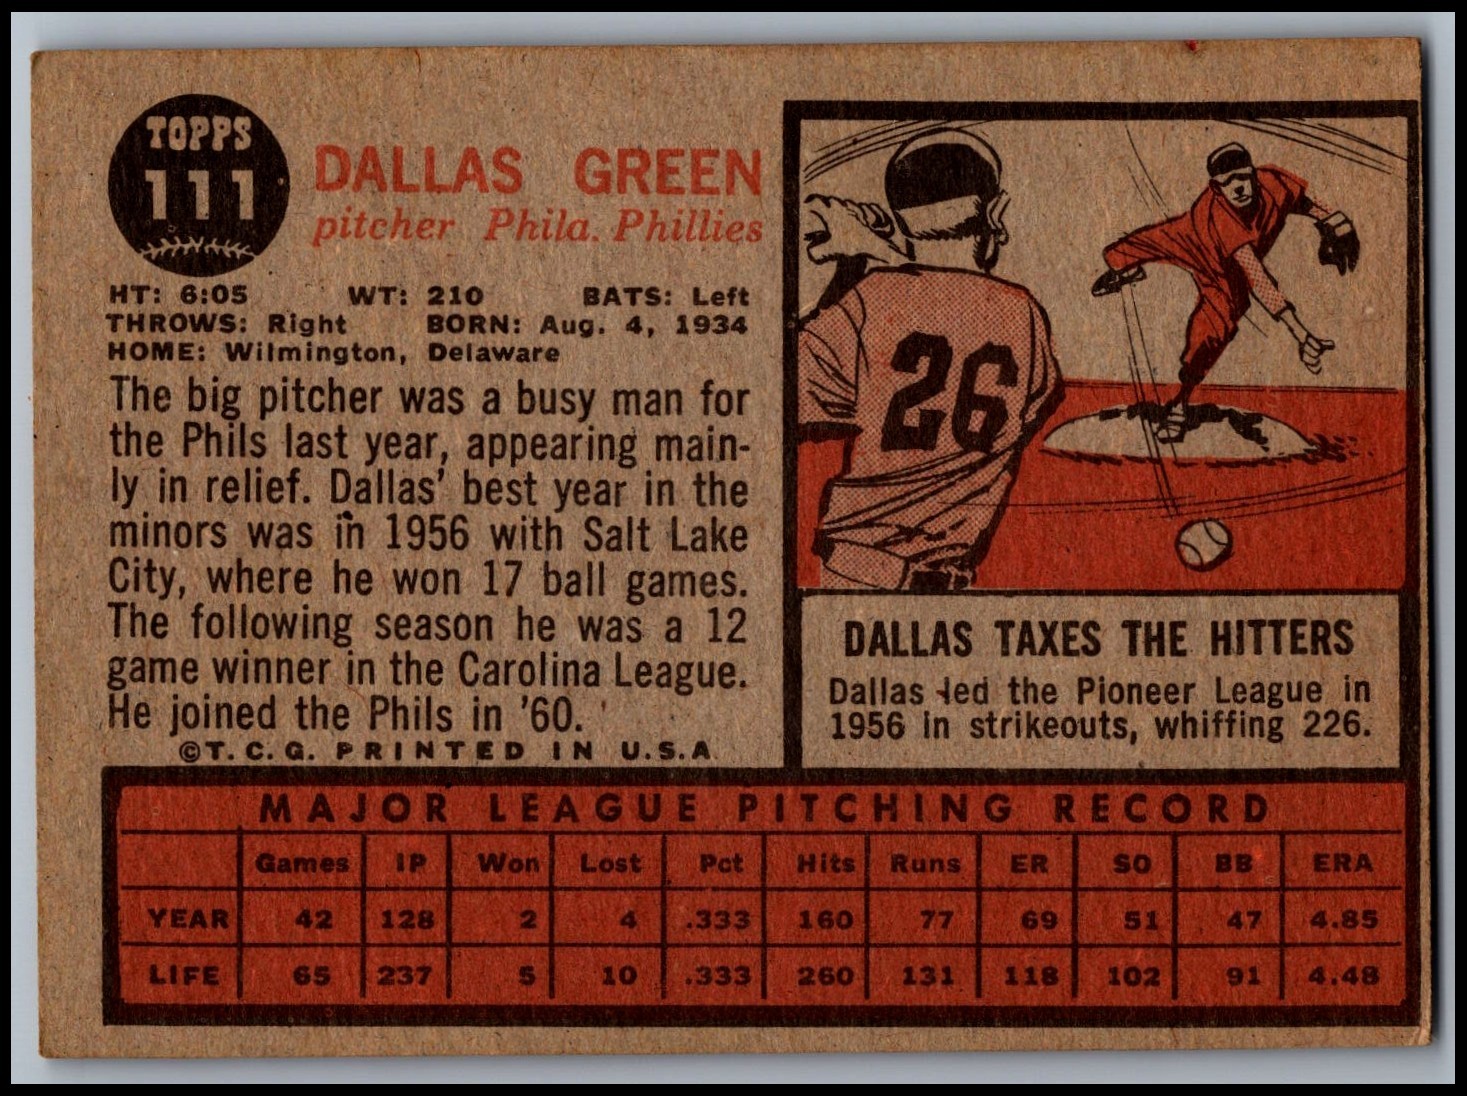 TOPPS
111
DALLAS GREEN
pitcher Phila. Phillies
HT: 6:05 WT: 210 BATS: Left
THROWS: Right BORN: Aug. 4, 1934
HOME: Wilmington, Delaware
The big pitcher was a busy man for
the Phils last year, appearing main-
ly in relief. Dallas' best year in the
minors was in 1956 with Salt Lake
City, where he won 17 ball games.
The following season he was a 12
game winner in the Carolina League.
He joined the Phils in '60.
©T.C.G. PRINTED IN U.S.A.
26
DALLAS TAXES THE HITTERS
Dallas led the Pioneer League in
1956 in strikeouts, whiffing 226.
MAJOR LEAGUE PITCHING RECORD
Games IP Won Lost Pct Hits Runs ER SO BB ERA
YEAR 42 128 2 4 .333 160 77 69 51 47 4.85
LIFE 65 237 5 10 .333 260 131 118 102 91 4.48